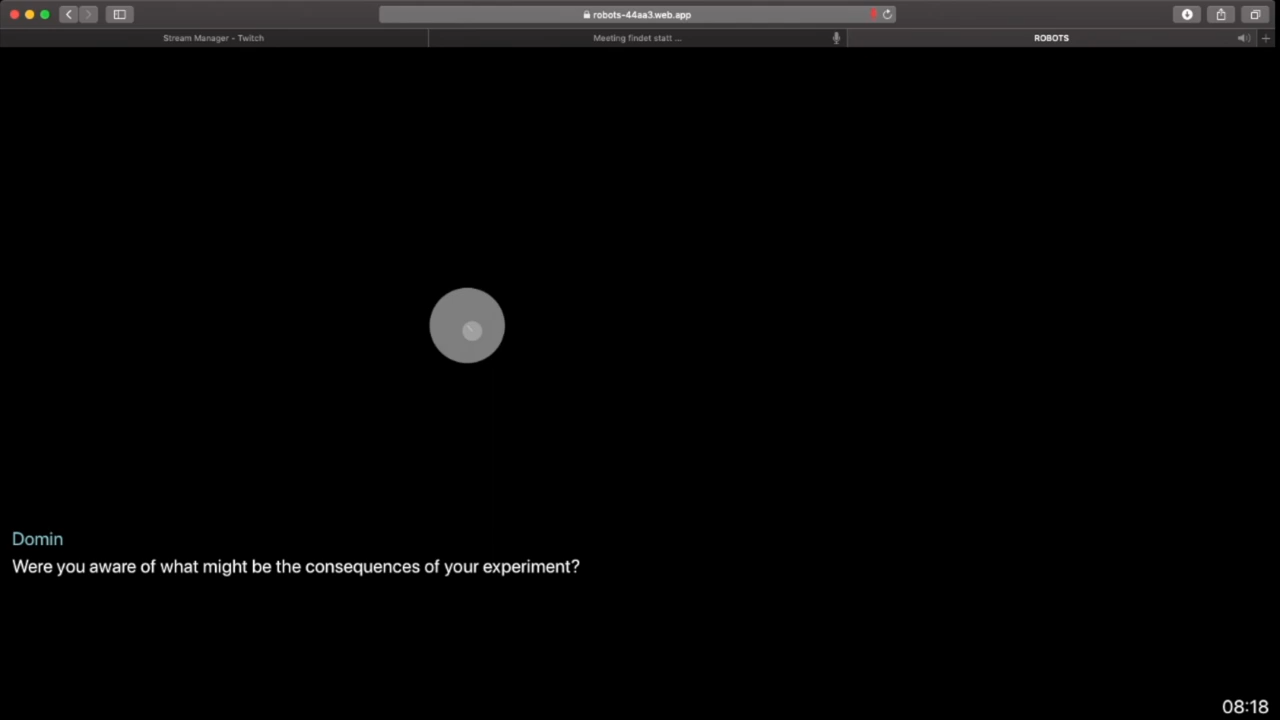 robots-44aa3.web.app
Stream Manager - Twitch
Meeting findet statt ...
ROBOTS
Domin
Were you aware of what might be the consequences of your experiment?
08:18